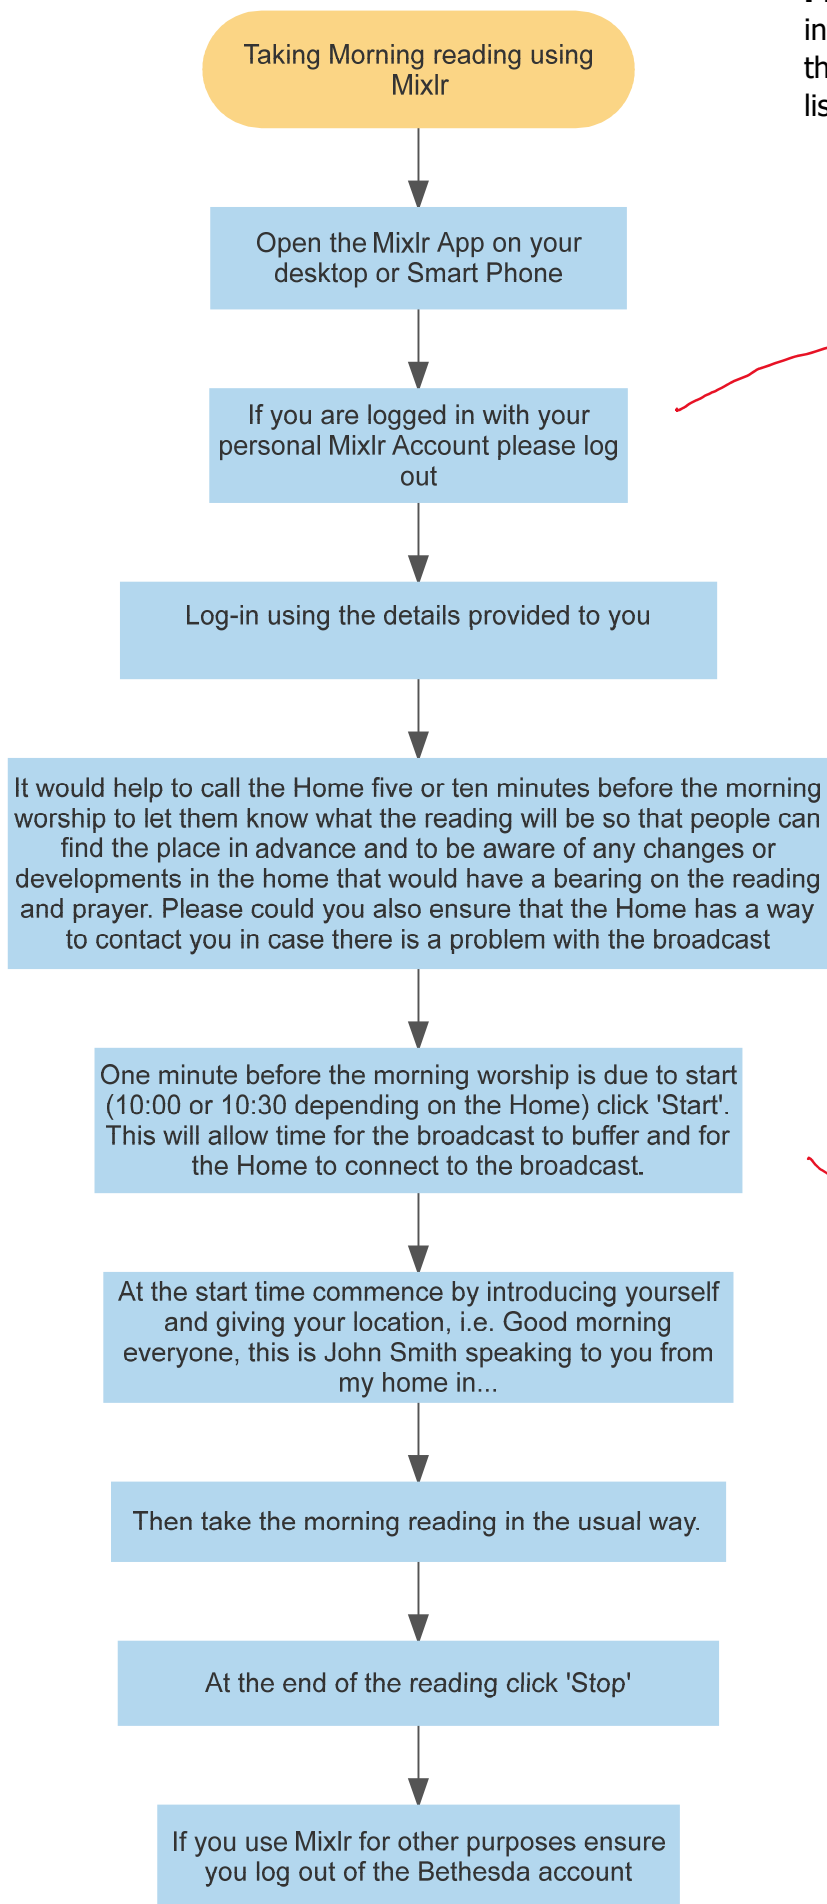 in
th
lis
Taking Morning reading using
Mixlr
Open the Mixlr App on your
desktop or Smart Phone
If you are logged in with your
personal Mixlr Account please log
out
Log-in using the details provided to you
It would help to call the Home five or ten minutes before the morning
worship to let them know what the reading will be so that people can
find the place in advance and to be aware of any changes or
developments in the home that would have a bearing on the reading
and prayer. Please could you also ensure that the Home has a way
to contact you in case there is a problem with the broadcast
One minute before the morning worship is due to start
(10:00 or 10:30 depending on the Home) click 'Start'.
This will allow time for the broadcast to buffer and for
the Home to connect to the broadcast.
At the start time commence by introducing yourself
and giving your location, i.e. Good morning
everyone, this is John Smith speaking to you from
my home in...
Then take the morning reading in the usual way.
At the end of the reading click 'Stop'
If you use Mixlr for other purposes ensure
you log out of the Bethesda account